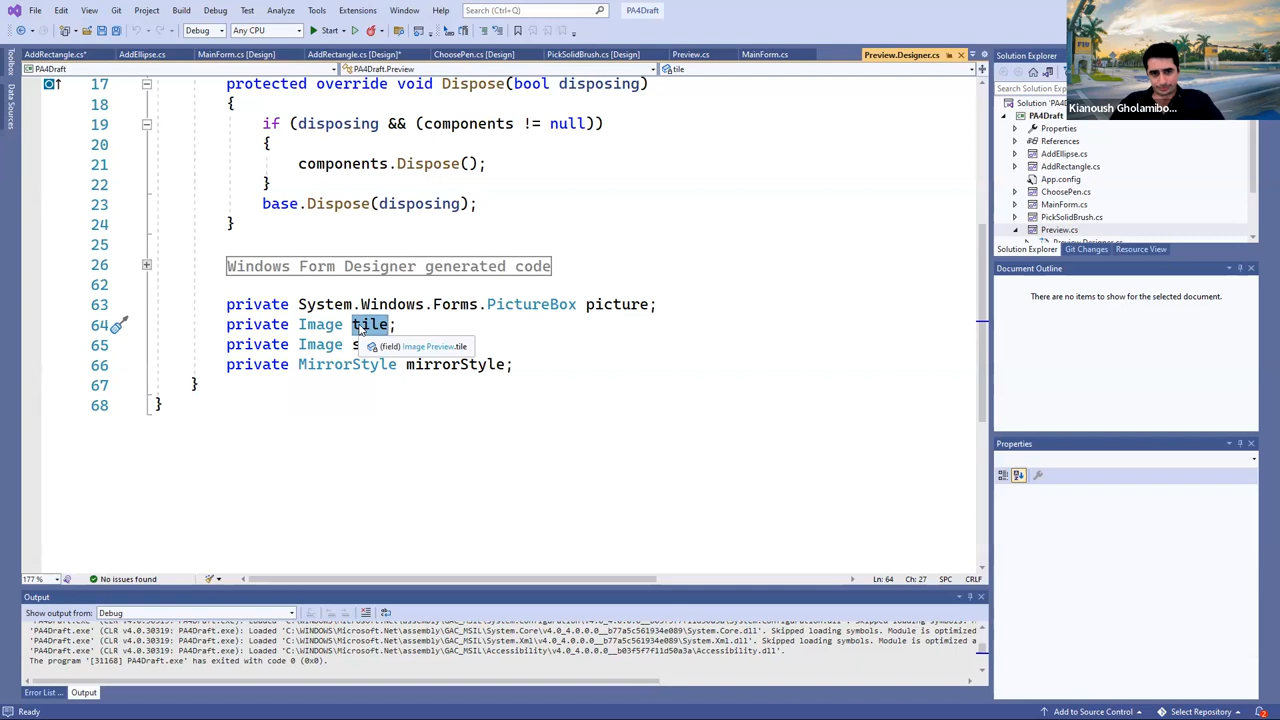 File Edit View Git Project Build Debug Test Analyze Tools Extensions Window Help Search (Ctrl+Q) PA4Draft
Debug Any CPU Start
AddRectangle.cs* AddEllipse.cs MainForm.cs [Design] AddRectangle.cs [Design]* ChoosePen.cs [Design] PickSolidBrush.cs [Design] Preview.cs MainForm.cs Preview.Designer.cs
PA4Draft PA4Draft.Preview tile
Toolbox
Data Sources
17 protected override void Dispose(bool disposing)
18 {
19 if (disposing && (components != null))
20 {
21 components.Dispose();
22 }
23 base.Dispose(disposing);
24 }
25
26 Windows Form Designer generated code
62
63 private System.Windows.Forms.PictureBox picture;
64 private Image tile;
65 private Image s
(field) Image Preview.tile
66 private MirrorStyle mirrorStyle;
67 }
68 }
177 % No issues found Ln: 64 Ch: 27 SPC CRLF
Output
Show output from: Debug
'PA4Draft.exe' (CLR v4.0.30319: PA4Draft.exe): Loaded 'C:\WINDOWS\Microsoft.Net\assembly\GAC_MSIL\System.Core\v4.0_4.0.0.0__b77a5c561934e089\System.Core.dll'. Skipped loading symbols. Module is optimized
'PA4Draft.exe' (CLR v4.0.30319: PA4Draft.exe): Loaded 'C:\WINDOWS\Microsoft.Net\assembly\GAC_MSIL\System.Xml\v4.0_4.0.0.0__b77a5c561934e089\System.Xml.dll'. Skipped loading symbols. Module is optimized a
'PA4Draft.exe' (CLR v4.0.30319: PA4Draft.exe): Loaded 'C:\WINDOWS\Microsoft.Net\assembly\GAC_MSIL\Accessibility\v4.0_4.0.0.0__b03f5f7f11d50a3a\Accessibility.dll'.
The program '[31168] PA4Draft.exe' has exited with code 0 (0x0).
Error List ... Output
Ready Add to Source Control Select Repository 2
Solution Explorer
Search Solution Expl
Solution 'PA4Draft
PA4Draft
Properties
References
AddEllipse.cs
AddRectangle.cs
App.config
ChoosePen.cs
MainForm.cs
PickSolidBrush.cs
Preview.cs
Preview.Designer.cs
Solution Explorer Git Changes Resource View
Document Outline
There are no items to show for the selected document.
Properties
FIU
Kianoush Gholambo...